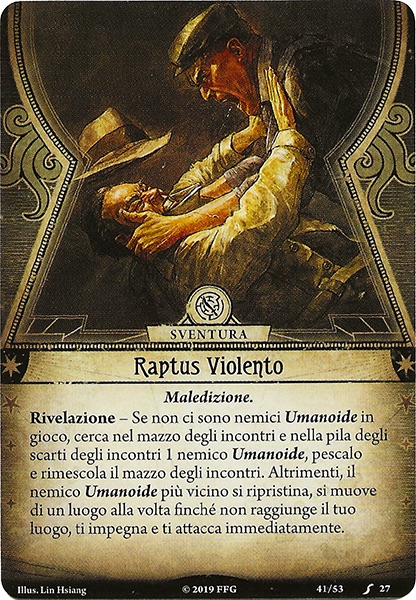 SVENTURA
Raptus Violento
Maledizione.
Rivelazione – Se non ci sono nemici Umanoide in
gioco, cerca nel mazzo degli incontri e nella pila degli
scarti degli incontri 1 nemico Umanoide, pescalo
e rimescola il mazzo degli incontri. Altrimenti, il
nemico Umanoide più vicino si ripristina, si muove
di un luogo alla volta finché non raggiunge il tuo
luogo, ti impegna e ti attacca immediatamente.
Illus. Lin Hsiang © 2019 FFG 41/53 27